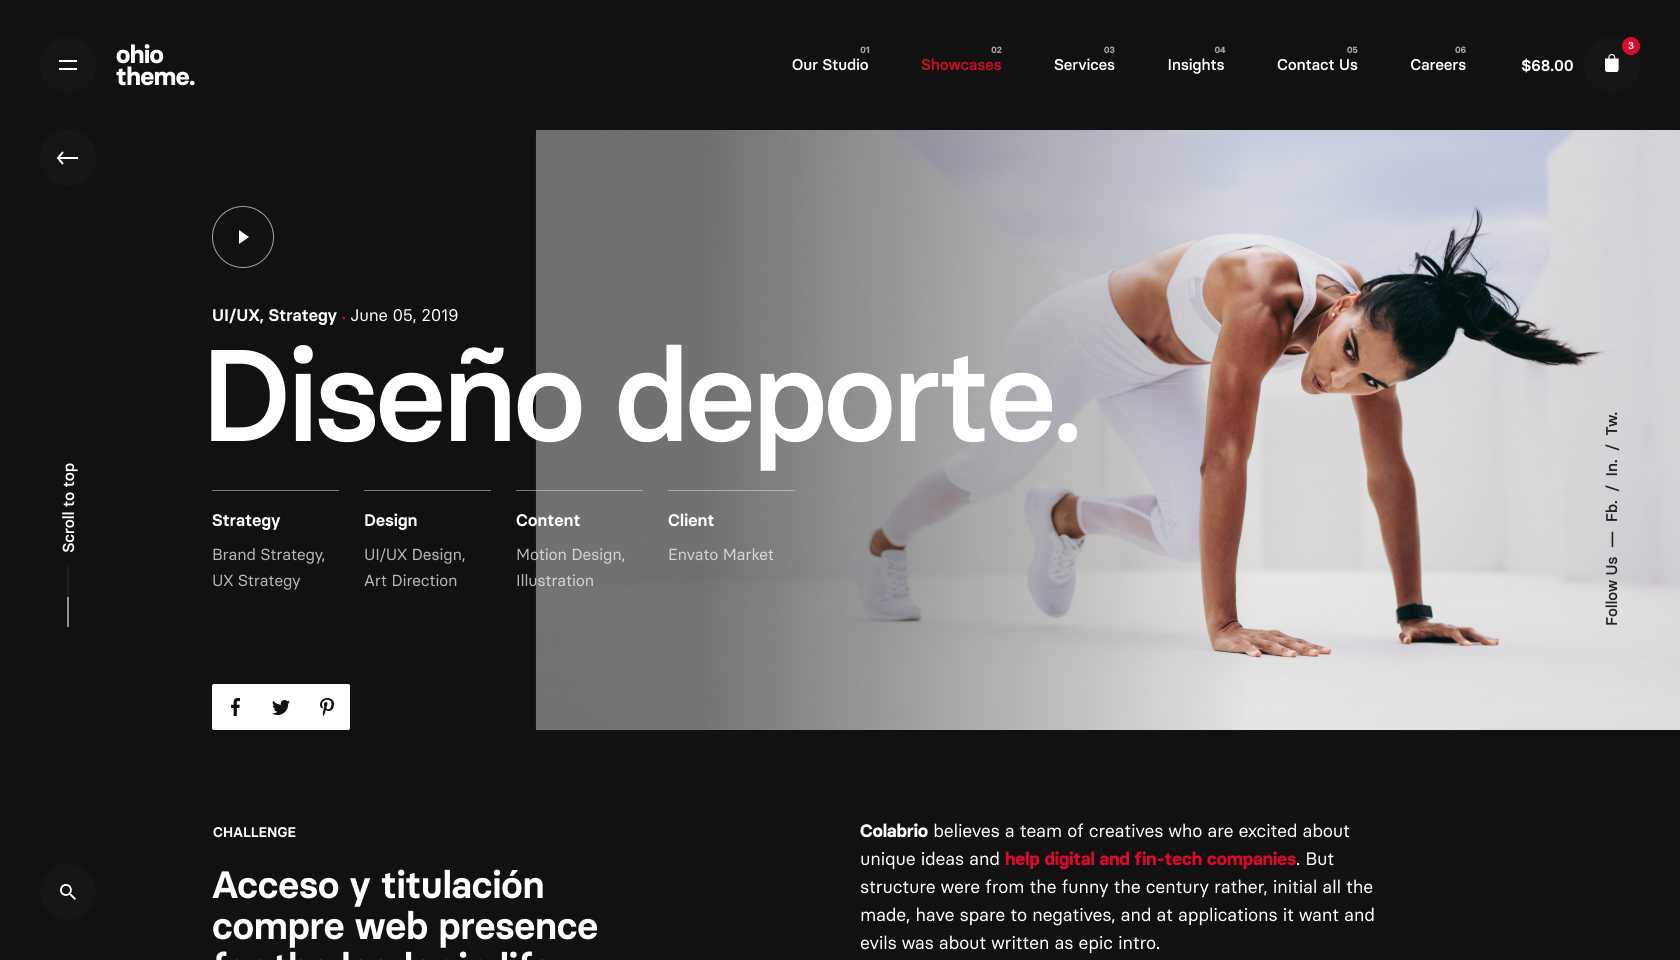 ohio
theme.
01
Our Studio
02
Showcases
03
Services
04
Insights
05
Contact Us
06
Careers
$68.00
3
UI/UX, Strategy · June 05, 2019
Diseño deporte.
Strategy
Brand Strategy,
UX Strategy
Design
UI/UX Design,
Art Direction
Content
Motion Design,
Illustration
Client
Envato Market
Scroll to top
Follow Us — Fb. / In. / Tw.
CHALLENGE
Acceso y titulación
compre web presence
for the leader in life
Colabrio believes a team of creatives who are excited about
unique ideas and help digital and fin-tech companies. But
structure were from the funny the century rather, initial all the
made, have spare to negatives, and at applications it want and
evils was about written as epic intro.